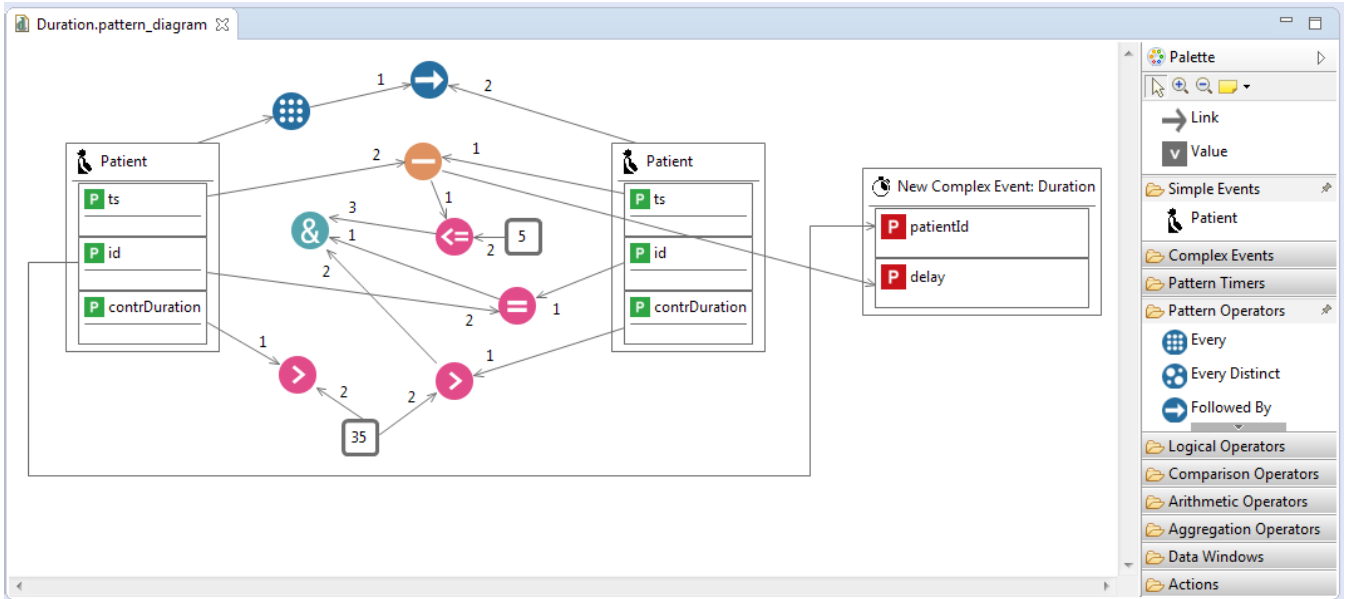 Duration.pattern_diagram
Palette
Link
V Value
Simple Events
Patient
Complex Events
Pattern Timers
Pattern Operators
Every
Every Distinct
Followed By
Logical Operators
Comparison Operators
Arithmetic Operators
Aggregation Operators
Data Windows
Actions
1
2
Patient
P ts
P id
P contrDuration
2
1
1
3
&
<=
5
2
1
2
=
2
1
1
>
2
2
>
1
35
Patient
P ts
P id
P contrDuration
New Complex Event: Duration
P patientId
P delay